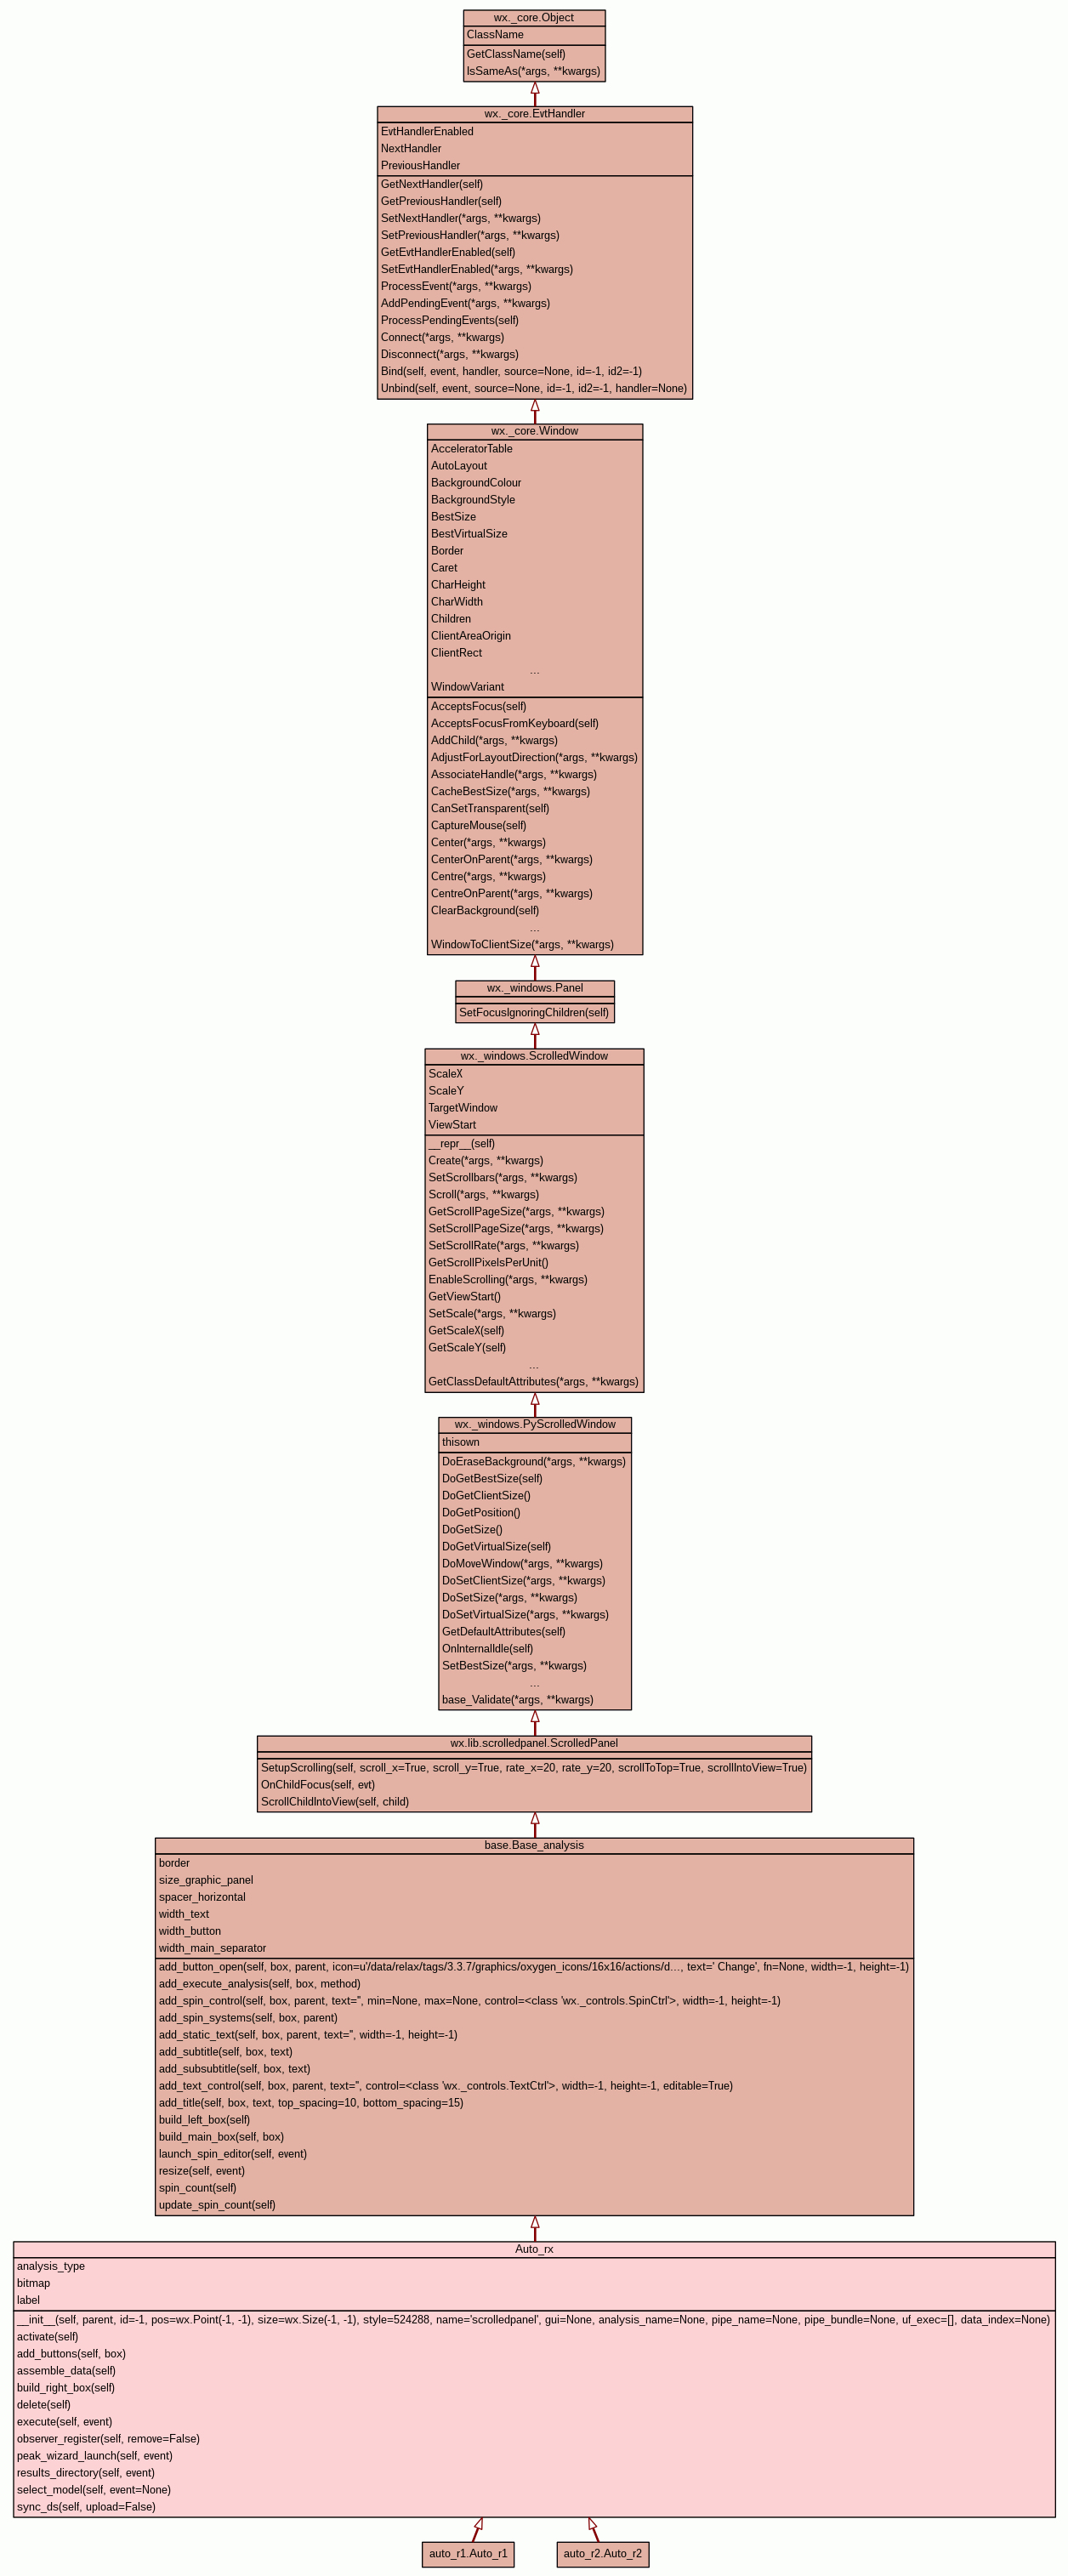 wx._core.Object
ClassName
GetClassName(self)
IsSameAs(*args, **kwargs)
wx._core.EvtHandler
EvtHandlerEnabled
NextHandler
PreviousHandler
GetNextHandler(self)
GetPreviousHandler(self)
SetNextHandler(*args, **kwargs)
SetPreviousHandler(*args, **kwargs)
GetEvtHandlerEnabled(self)
SetEvtHandlerEnabled(*args, **kwargs)
ProcessEvent(*args, **kwargs)
AddPendingEvent(*args, **kwargs)
ProcessPendingEvents(self)
Connect(*args, **kwargs)
Disconnect(*args, **kwargs)
Bind(self, event, handler, source=None, id=-1, id2=-1)
Unbind(self, event, source=None, id=-1, id2=-1, handler=None)
wx._core.Window
AcceleratorTable
AutoLayout
BackgroundColour
BackgroundStyle
BestSize
BestVirtualSize
Border
Caret
CharHeight
CharWidth
Children
ClientAreaOrigin
ClientRect
...
WindowVariant
AcceptsFocus(self)
AcceptsFocusFromKeyboard(self)
AddChild(*args, **kwargs)
AdjustForLayoutDirection(*args, **kwargs)
AssociateHandle(*args, **kwargs)
CacheBestSize(*args, **kwargs)
CanSetTransparent(self)
CaptureMouse(self)
Center(*args, **kwargs)
CenterOnParent(*args, **kwargs)
Centre(*args, **kwargs)
CentreOnParent(*args, **kwargs)
ClearBackground(self)
...
WindowToClientSize(*args, **kwargs)
wx._windows.Panel
SetFocusIgnoringChildren(self)
wx._windows.ScrolledWindow
ScaleX
ScaleY
TargetWindow
ViewStart
__repr__(self)
Create(*args, **kwargs)
SetScrollbars(*args, **kwargs)
Scroll(*args, **kwargs)
GetScrollPageSize(*args, **kwargs)
SetScrollPageSize(*args, **kwargs)
SetScrollRate(*args, **kwargs)
GetScrollPixelsPerUnit()
EnableScrolling(*args, **kwargs)
GetViewStart()
SetScale(*args, **kwargs)
GetScaleX(self)
GetScaleY(self)
...
GetClassDefaultAttributes(*args, **kwargs)
wx._windows.PyScrolledWindow
thisown
DoEraseBackground(*args, **kwargs)
DoGetBestSize(self)
DoGetClientSize()
DoGetPosition()
DoGetSize()
DoGetVirtualSize(self)
DoMoveWindow(*args, **kwargs)
DoSetClientSize(*args, **kwargs)
DoSetSize(*args, **kwargs)
DoSetVirtualSize(*args, **kwargs)
GetDefaultAttributes(self)
OnInternalIdle(self)
SetBestSize(*args, **kwargs)
...
base_Validate(*args, **kwargs)
wx.lib.scrolledpanel.ScrolledPanel
SetupScrolling(self, scroll_x=True, scroll_y=True, rate_x=20, rate_y=20, scrollToTop=True, scrollIntoView=True)
OnChildFocus(self, evt)
ScrollChildIntoView(self, child)
base.Base_analysis
border
size_graphic_panel
spacer_horizontal
width_text
width_button
width_main_separator
add_button_open(self, box, parent, icon=u'/data/relax/tags/3.3.7/graphics/oxygen_icons/16x16/actions/d..., text=' Change', fn=None, width=-1, height=-1)
add_execute_analysis(self, box, method)
add_spin_control(self, box, parent, text='', min=None, max=None, control=<class 'wx._controls.SpinCtrl'>, width=-1, height=-1)
add_spin_systems(self, box, parent)
add_static_text(self, box, parent, text='', width=-1, height=-1)
add_subtitle(self, box, text)
add_subsubtitle(self, box, text)
add_text_control(self, box, parent, text='', control=<class 'wx._controls.TextCtrl'>, width=-1, height=-1, editable=True)
add_title(self, box, text, top_spacing=10, bottom_spacing=15)
build_left_box(self)
build_main_box(self, box)
launch_spin_editor(self, event)
resize(self, event)
spin_count(self)
update_spin_count(self)
Auto_rx
analysis_type
bitmap
label
__init__(self, parent, id=-1, pos=wx.Point(-1, -1), size=wx.Size(-1, -1), style=524288, name='scrolledpanel', gui=None, analysis_name=None, pipe_name=None, pipe_bundle=None, uf_exec=[], data_index=None)
activate(self)
add_buttons(self, box)
assemble_data(self)
build_right_box(self)
delete(self)
execute(self, event)
observer_register(self, remove=False)
peak_wizard_launch(self, event)
results_directory(self, event)
select_model(self, event=None)
sync_ds(self, upload=False)
auto_r1.Auto_r1
auto_r2.Auto_r2